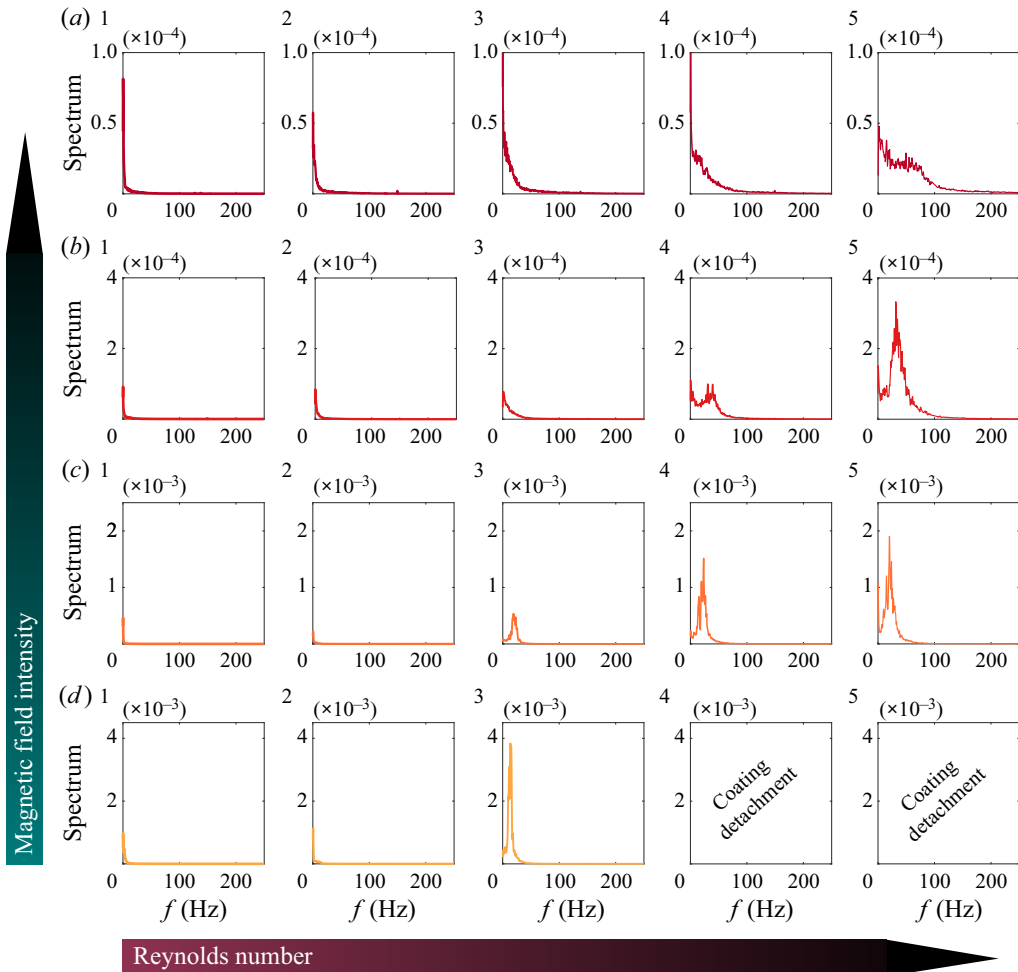 (a) 1 2 3 4 5
(×10⁻⁴) (×10⁻⁴) (×10⁻⁴) (×10⁻⁴) (×10⁻⁴)
1.0 1.0 1.0 1.0 1.0
Spectrum
0.5 0.5 0.5 0.5 0.5
0 100 200 0 100 200 0 100 200 0 100 200 0 100 200
(b) 1 2 3 4 5
(×10⁻⁴) (×10⁻⁴) (×10⁻⁴) (×10⁻⁴) (×10⁻⁴)
4 4 4 4 4
Spectrum
2 2 2 2 2
0 100 200 0 100 200 0 100 200 0 100 200 0 100 200
(c) 1 2 3 4 5
(×10⁻³) (×10⁻³) (×10⁻³) (×10⁻³) (×10⁻³)
2 2 2 2 2
Spectrum
1 1 1 1 1
0 100 200 0 100 200 0 100 200 0 100 200 0 100 200
(d) 1 2 3 4 5
(×10⁻³) (×10⁻³) (×10⁻³) (×10⁻³) (×10⁻³)
4 4 4 4 4
Spectrum
2 2 2 2 2
Coating
detachment
Coating
detachment
0 100 200 0 100 200 0 100 200 0 100 200 0 100 200
f (Hz) f (Hz) f (Hz) f (Hz) f (Hz)
Magnetic field intensity
Reynolds number